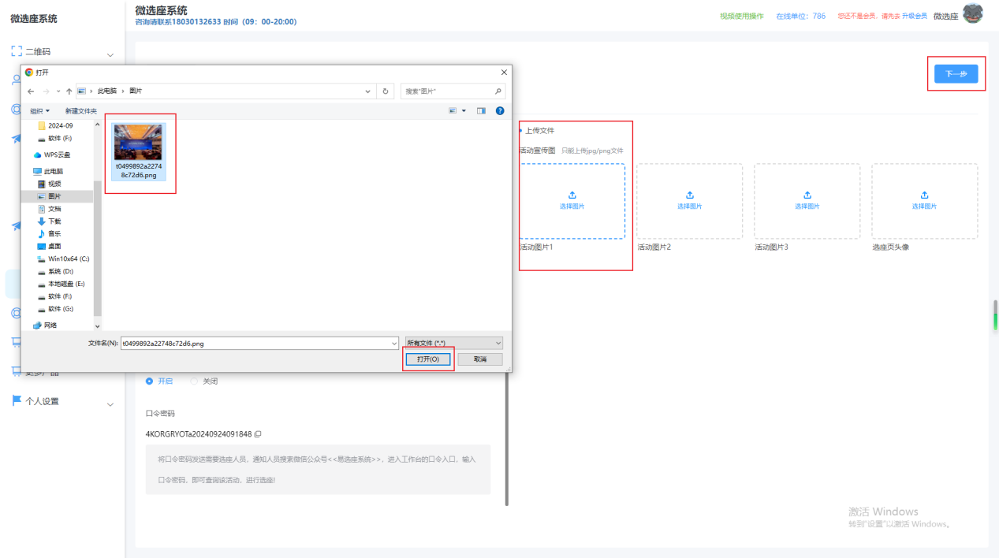 微选座系统
微选座系统
咨询请联系18030132633 时间（09：00-20:00）
视频使用操作
在线单位：786
您还不是会员，请先去 升级会员
微选座
二维码
下一步
打开
此电脑 › 图片
搜索"图片"
组织
新建文件夹
2024-09
软件 (F:)
WPS云盘
此电脑
视频
图片
文档
下载
音乐
桌面
Win10x64 (C:)
系统 (D:)
本地磁盘 (E:)
软件 (F:)
软件 (G:)
网络
t0499892a2274
8c72d6.png
文件名(N):
t0499892a22748c72d6.png
所有文件 (*.*)
打开(O)
取消
上传文件
活动宣传图 只能上传jpg/png文件
选择图片
选择图片
选择图片
选择图片
活动图片1
活动图片2
活动图片3
选座页头像
更多产品
个人设置
开启
关闭
口令密码
4KORGRYOTa20240924091848
将口令密码发送需要选座人员，通知人员搜索微信公众号<<易选座系统>>，进入工作台的口令入口，输入
口令密码，即可查询该活动，进行选座!
激活 Windows
转到"设置"以激活 Windows。